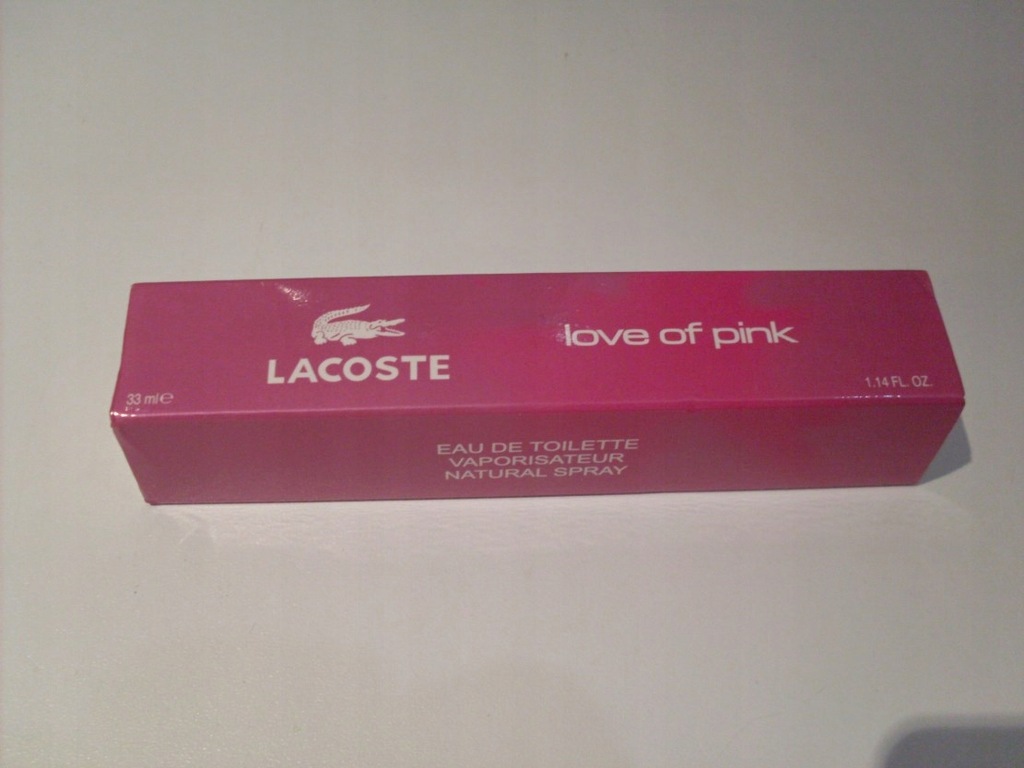 LACOSTE
love of pink
33 ml e
1.14 FL. OZ.
EAU DE TOILETTE
VAPORISATEUR
NATURAL SPRAY